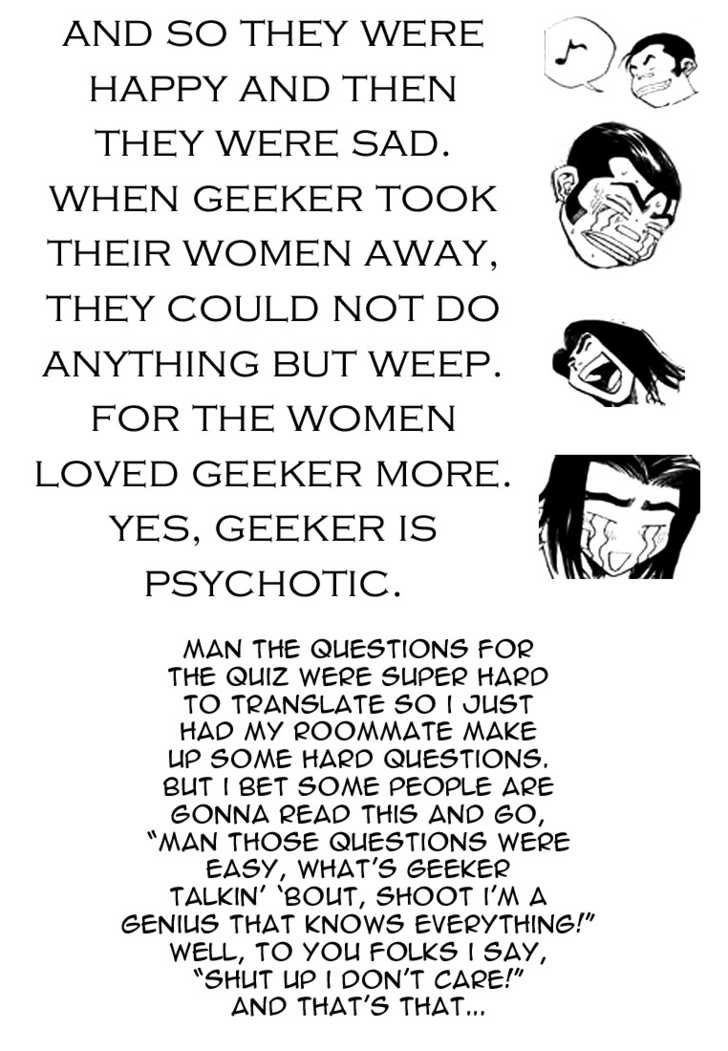 AND SO THEY WERE
HAPPY AND THEN
THEY WERE SAD.
WHEN GEEKER TOOK
THEIR WOMEN AWAY,
THEY COULD NOT DO
ANYTHING BUT WEEP.
FOR THE WOMEN
LOVED GEEKER MORE.
YES, GEEKER IS
PSYCHOTIC.
MAN THE QUESTIONS FOR
THE QUIZ WERE SUPER HARD
TO TRANSLATE SO I JUST
HAD MY ROOMMATE MAKE
UP SOME HARD QUESTIONS.
BUT I BET SOME PEOPLE ARE
GONNA READ THIS AND GO,
“MAN THOSE QUESTIONS WERE
EASY, WHAT'S GEEKER
TALKIN' ‘BOUT, SHOOT I'M A
GENIUS THAT KNOWS EVERYTHING!”
WELL, TO YOU FOLKS I SAY,
“SHUT UP I DON'T CARE!”
AND THAT'S THAT...